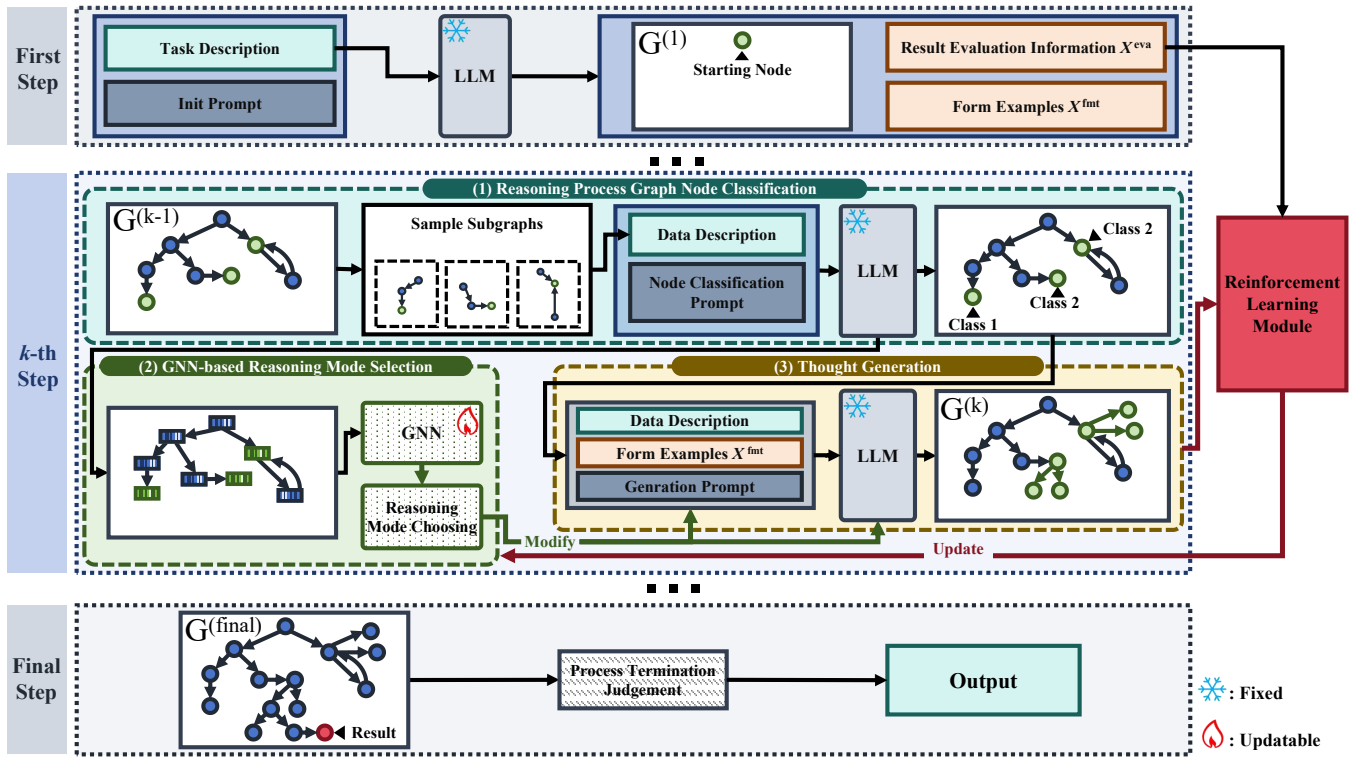 First
Step
Task Description
Init Prompt
LLM
G(1)
Starting Node
Result Evaluation Information Xeva
Form Examples Xfmt
k-th
Step
(1) Reasoning Process Graph Node Classification
G(k-1)
Sample Subgraphs
Data Description
Node Classification
Prompt
LLM
Class 2
Class 2
Class 1
Reinforcement
Learning
Module
(2) GNN-based Reasoning Mode Selection
GNN
Reasoning
Mode Choosing
Modify
(3) Thought Generation
Data Description
Form Examples Xfmt
Genration Prompt
LLM
G(k)
Update
Final
Step
G(final)
Result
Process Termination
Judgement
Output
: Fixed
: Updatable